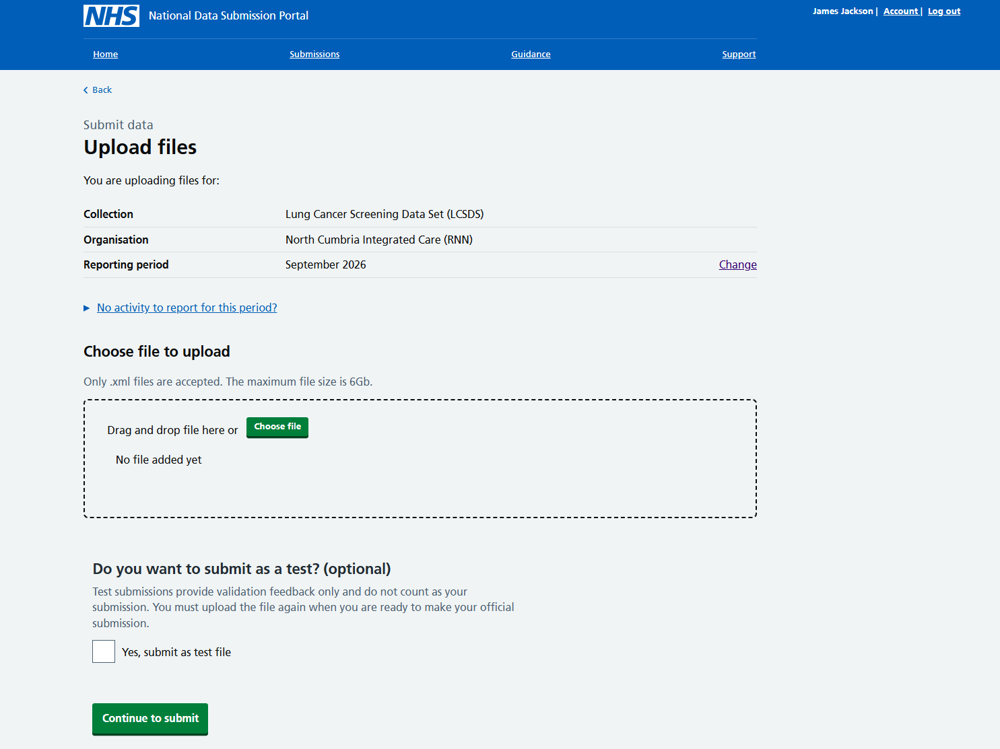 NHS National Data Submission Portal
James Jackson | Account | Log out
Home Submissions Guidance Support
Back
Submit data
Upload files
You are uploading files for:
Collection Lung Cancer Screening Data Set (LCSDS)
Organisation North Cumbria Integrated Care (RNN)
Reporting period September 2026 Change
No activity to report for this period?
Choose file to upload
Only .xml files are accepted. The maximum file size is 6Gb.
Drag and drop file here or Choose file
No file added yet
Do you want to submit as a test? (optional)
Test submissions provide validation feedback only and do not count as your
submission. You must upload the file again when you are ready to make your official
submission.
Yes, submit as test file
Continue to submit